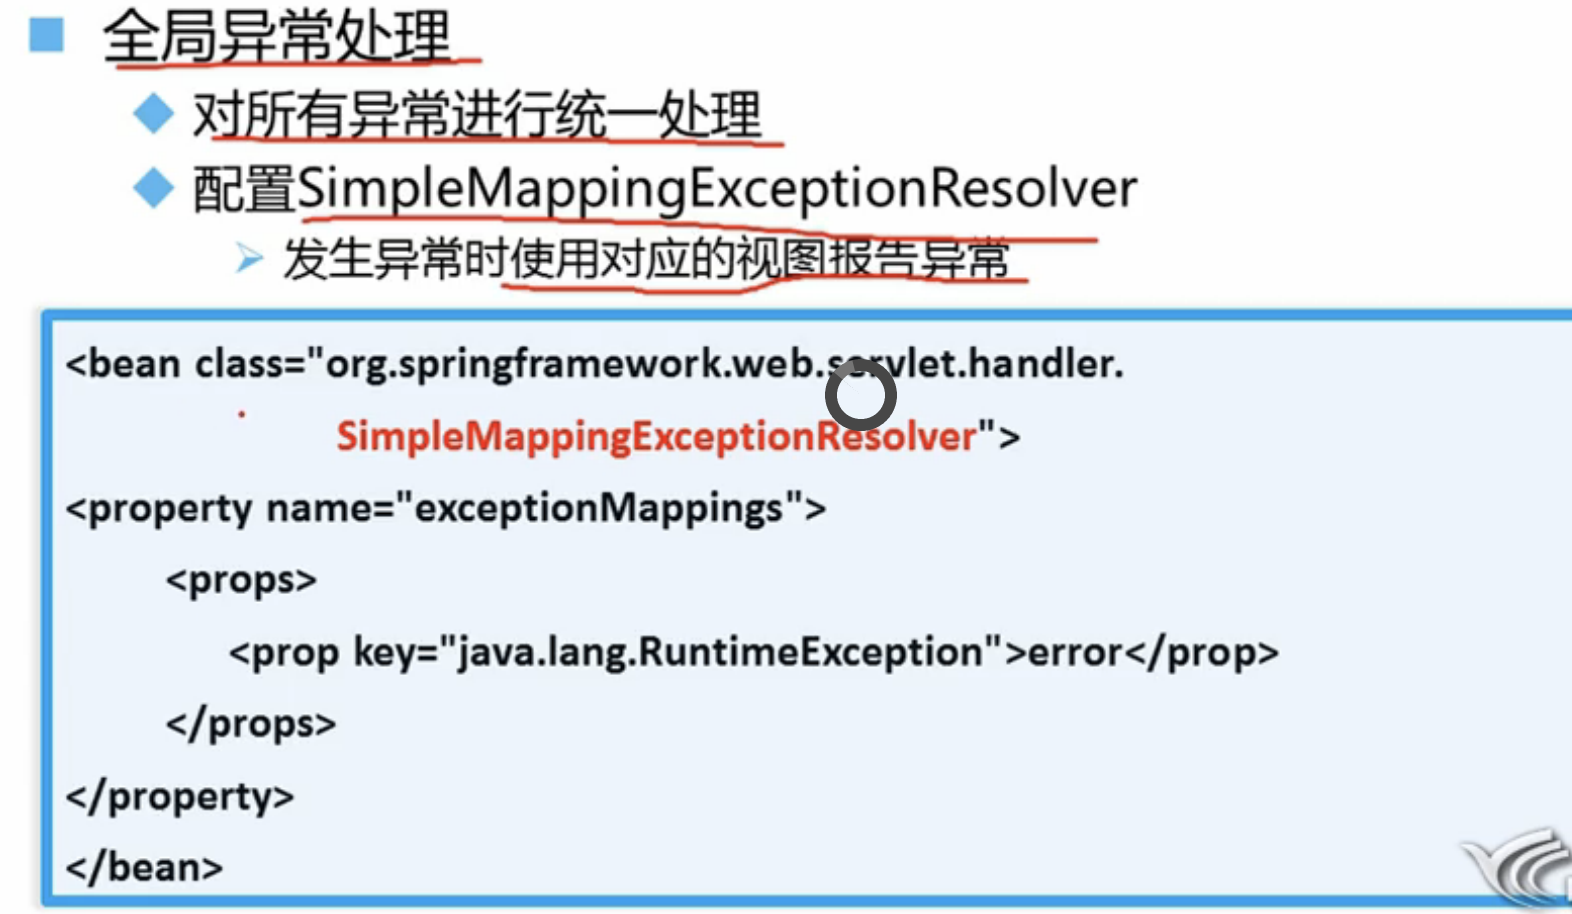 全局异常处理
对所有异常进行统一处理
配置SimpleMappingExceptionResolver
发生异常时使用对应的视图报告异常
<bean class="org.springframework.web.servlet.handler.
SimpleMappingExceptionResolver">
<property name="exceptionMappings">
<props>
<prop key="java.lang.RuntimeException">error</prop>
</props>
</property>
</bean>